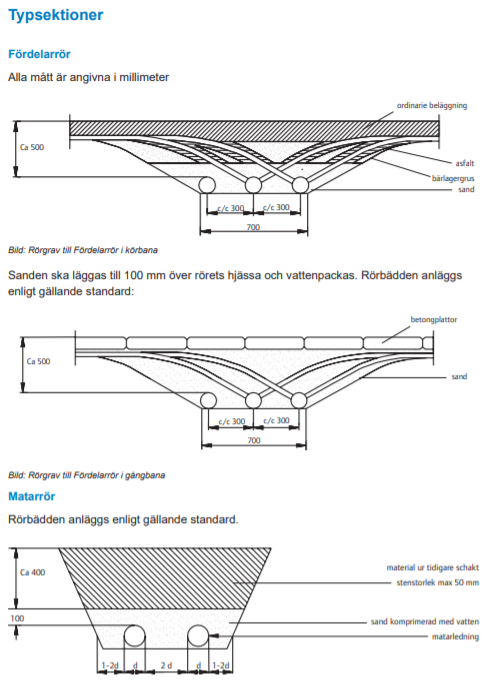 Typsektioner
Fördelarrör
Alla mått är angivna i millimeter
ordinarie beläggning
Ca 500
asfalt
bärlagergrus
sand
c/c 300
c/c 300
700
Bild: Rörgrav till Fördelarrör i körbana
Sanden ska läggas till 100 mm över rörets hjässa och vattenpackas. Rörbädden anläggs
enligt gällande standard:
betongplattor
Ca 500
sand
c/c 300
c/c 300
700
Bild: Rörgrav till Fördelarrör i gångbana
Matarrör
Rörbädden anläggs enligt gällande standard.
Ca 400
material ur tidigare schakt
stenstorlek max 50 mm
100
sand komprimerad med vatten
matarledning
1-2d
d
2 d
d
1-2d